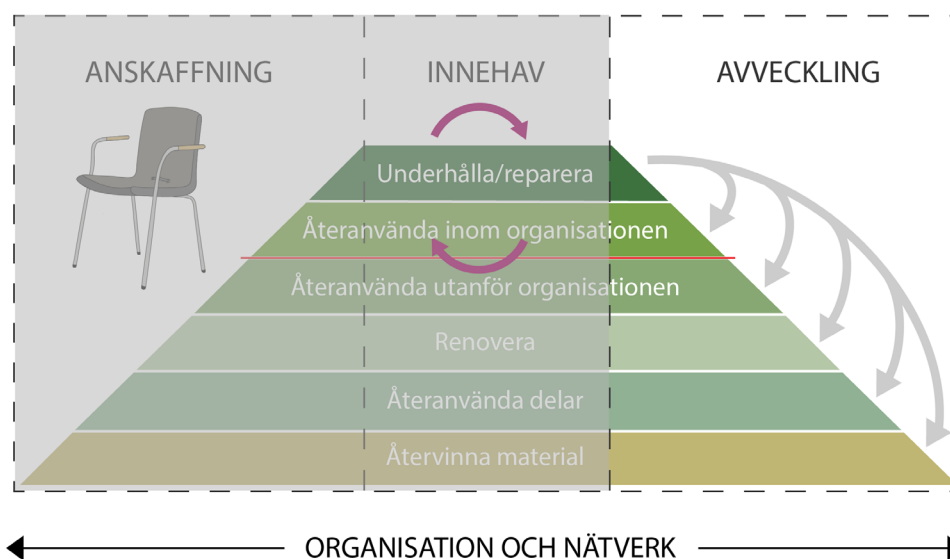 ANSKAFFNING
INNEHAV
AVVECKLING
Underhålla/reparera
Återanvända inom organisationen
Återanvända utanför organisationen
Renovera
Återanvända delar
Återvinna material
ORGANISATION OCH NÄTVERK